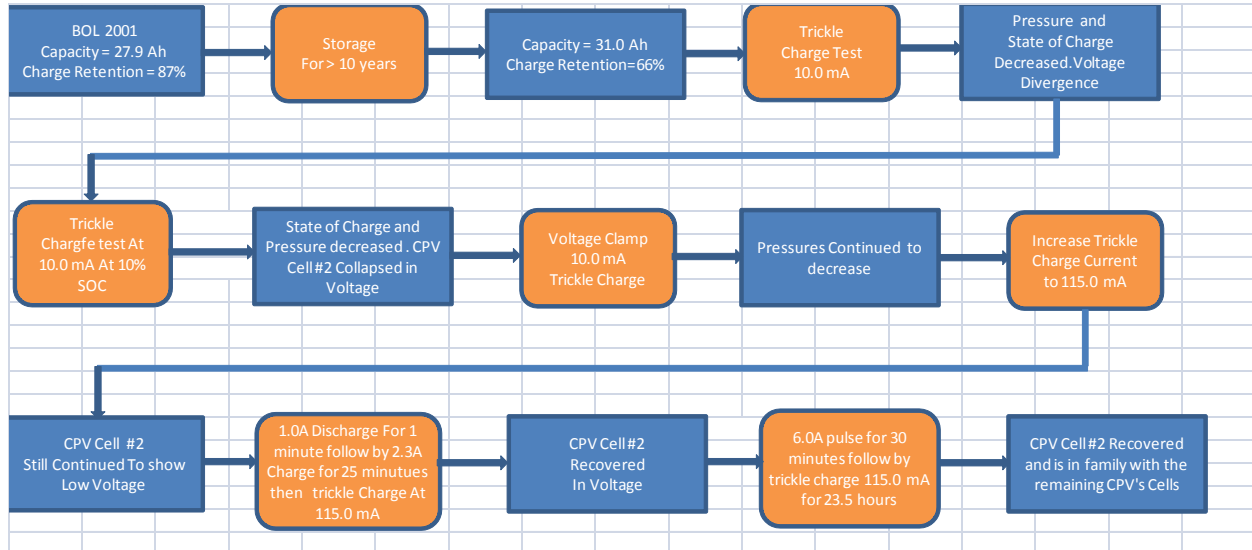 BOL 2001
Capacity = 27.9 Ah
Charge Retention = 87%
Storage
For > 10 years
Capacity = 31.0 Ah
Charge Retention=66%
Trickle
Charge Test
10.0 mA
Pressure and
State of Charge
Decreased.Voltage
Divergence
Trickle
Chargfe test At
10.0 mA At 10%
SOC
State of Charge and
Pressure decreased . CPV
Cell #2 Collapsed in
Voltage
Voltage Clamp
10.0 mA
Trickle Charge
Pressures Continued to
decrease
Increase Trickle
Charge Current
to 115.0 mA
CPV Cell #2
Still Continued To show
Low Voltage
1.0A Discharge For 1
minute follow by 2.3A
Charge for 25 minutues
then trickle Charge At
115.0 mA
CPV Cell #2
Recovered
In Voltage
6.0A pulse for 30
minutes follow by
trickle charge 115.0 mA
for 23.5 hours
CPV Cell #2 Recovered
and is in family with the
remaining CPV's Cells